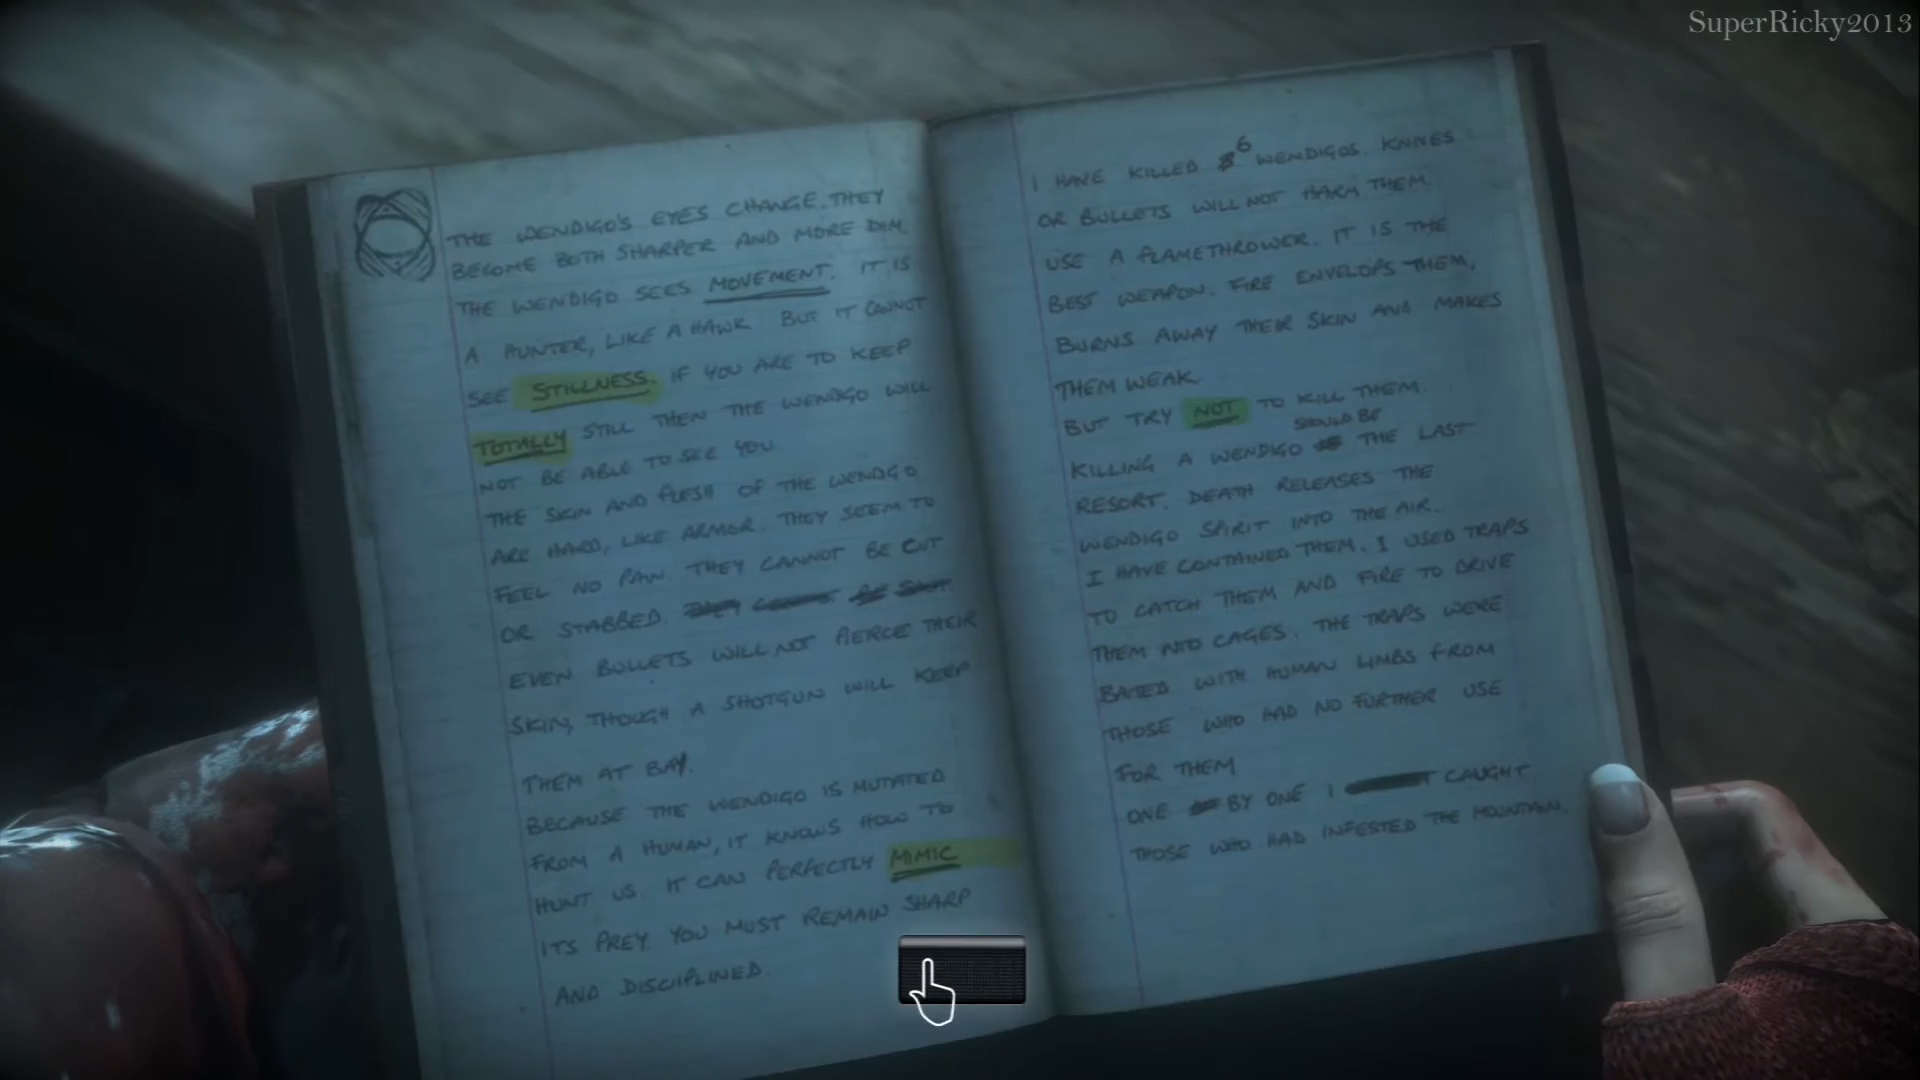 SuperRicky2013
THE WENDIGO'S EYES CHANGE. THEY
BECOME BOTH SHARPER AND MORE DIM.
THE WENDIGO SEES MOVEMENT. IT IS
A HUNTER, LIKE A HAWK. BUT IT CANNOT
SEE STILLNESS. IF YOU ARE TO KEEP
TOTALLY STILL THEN THE WENDIGO WILL
NOT BE ABLE TO SEE YOU
THE SKIN AND FLESH OF THE WENDIGO
ARE HARD, LIKE ARMOR. THEY SEEM TO
FEEL NO PAIN THEY CANNOT BE CUT
OR STABBED.
EVEN BULLETS WILL NOT PIERCE THEIR
SKIN, THOUGH A SHOTGUN WILL KEEP
THEM AT BAY.
BECAUSE THE WENDIGO IS MUTATED
FROM A HUMAN, IT KNOWS HOW TO
HUNT US. IT CAN PERFECTLY MIMIC
ITS PREY. YOU MUST REMAIN SHARP
AND DISCIPLINED.
I HAVE KILLED 6 WENDIGOS. KNIVES
OR BULLETS WILL NOT HARM THEM.
USE A FLAMETHROWER. IT IS THE
BEST WEAPON. FIRE ENVELOPS THEM,
BURNS AWAY THEIR SKIN AND MAKES
THEM WEAK.
BUT TRY NOT TO KILL THEM.
KILLING A WENDIGO SHOULD BE THE LAST
RESORT. DEATH RELEASES THE
WENDIGO SPIRIT INTO THE AIR.
I HAVE CONTAINED THEM. I USED TRAPS
TO CATCH THEM AND FIRE TO DRIVE
THEM INTO CAGES. THE TRAPS WERE
BAITED WITH HUMAN LIMBS FROM
THOSE WHO HAD NO FURTHER USE
FOR THEM
ONE BY ONE I CAUGHT
THOSE WHO HAD INFESTED THE MOUNTAIN.